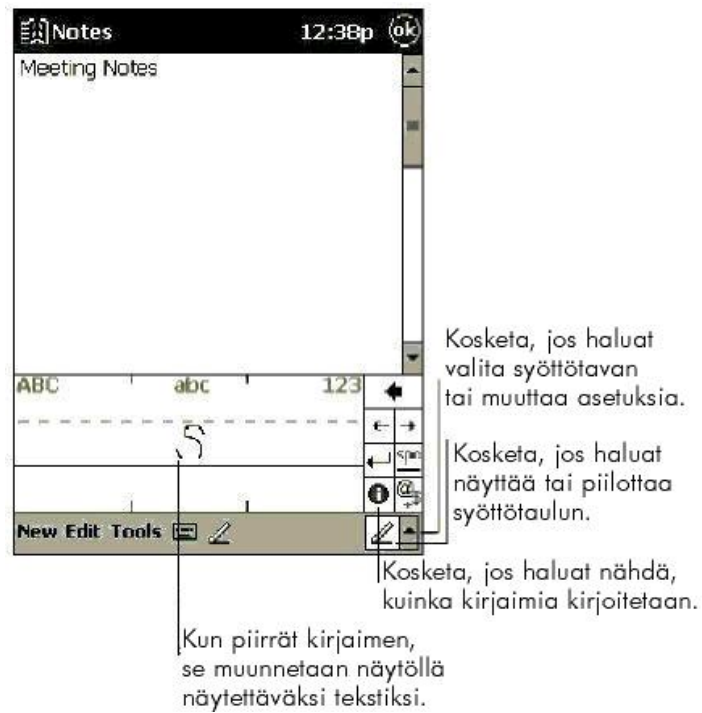 Notes 12:38p ok
Meeting Notes
ABC abc 123
S
spc
@
New Edit Tools
Kosketa, jos haluat
valita syöttötavan
tai muuttaa asetuksia.
Kosketa, jos haluat
näyttää tai piilottaa
syöttötaulun.
Kosketa, jos haluat nähdä,
kuinka kirjaimia kirjoitetaan.
Kun piirrät kirjaimen,
se muunnetaan näytöllä
näytettäväksi tekstiksi.